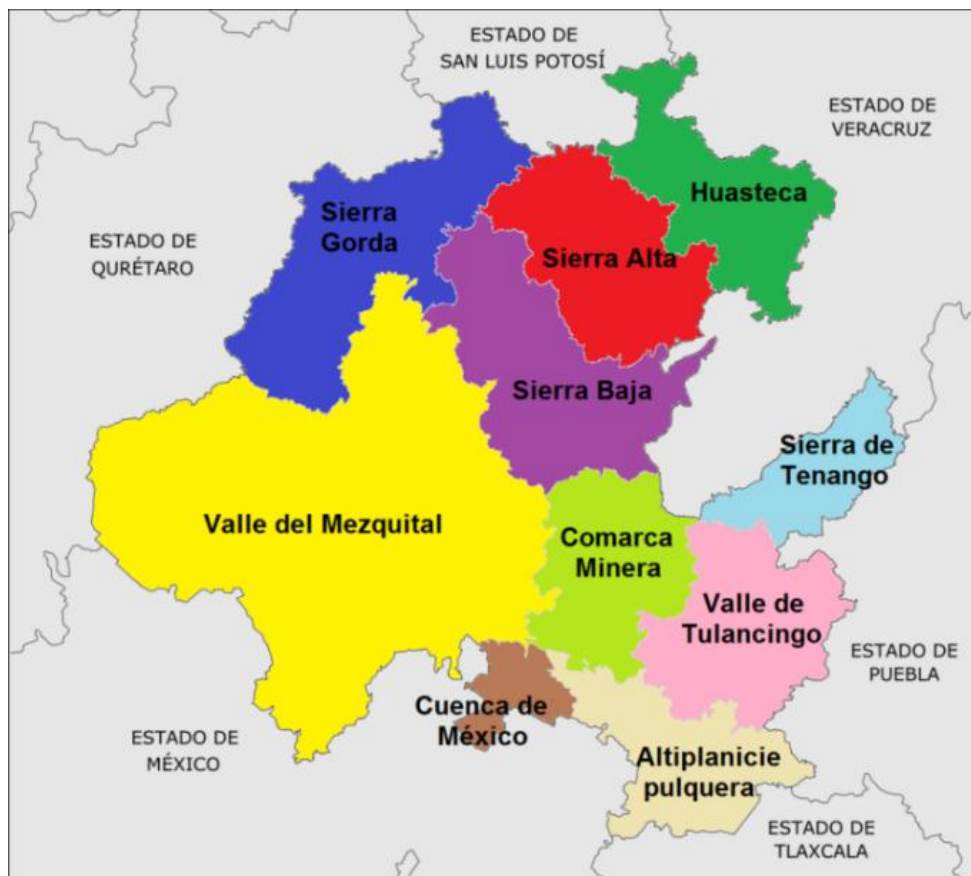 ESTADO DE
SAN LUIS POTOSÍ
ESTADO DE
VERACRUZ
Huasteca
Sierra
Gorda
ESTADO DE
QURÉTARO
Sierra Alta
Sierra Baja
Sierra de
Tenango
Valle del Mezquital
Comarca
Minera
Valle de
Tulancingo
ESTADO DE
PUEBLA
Cuenca de
México
ESTADO DE
MÉXICO
Altiplanicie
pulquera
ESTADO DE
TLAXCALA